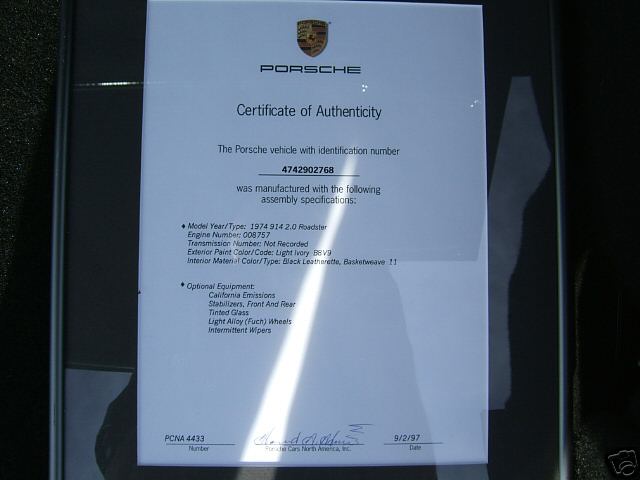 PORSCHE
Certificate of Authenticity
The Porsche vehicle with identification number
4742902768
was manufactured with the following
assembly specifications:
♦ Model Year/Type: 1974 914 2.0 Roadster
Engine Number: 008757
Transmission Number: Not Recorded
Exterior Paint Color/Code: Light Ivory B8V9
Interior Material Color/Type: Black Leatherette, Basketweave 11
♦ Optional Equipment:
California Emissions
Stabilizers, Front And Rear
Tinted Glass
Light Alloy (Fuch) Wheels
Intermittent Wipers
PCNA 4433 9/2/97
Number Porsche Cars North America, Inc. Date